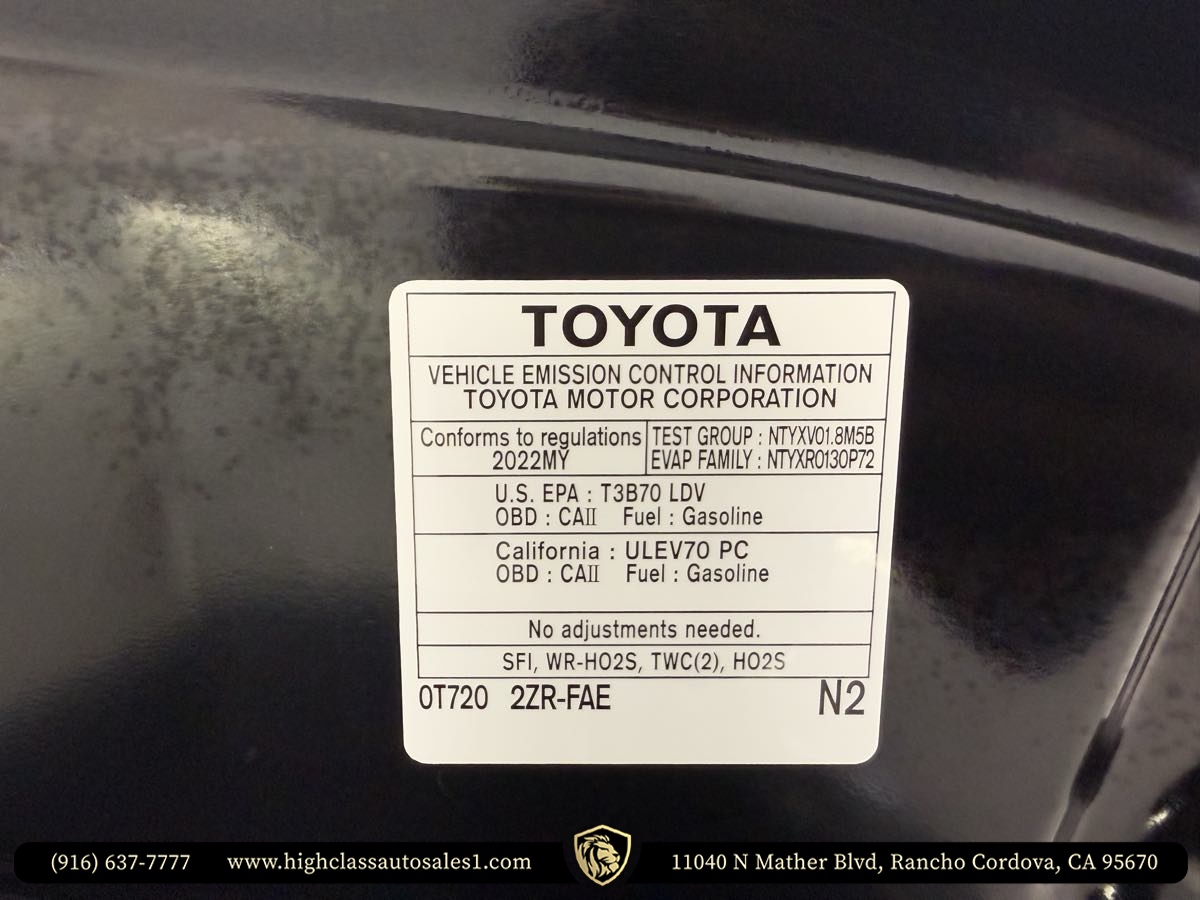 TOYOTA
VEHICLE EMISSION CONTROL INFORMATION
TOYOTA MOTOR CORPORATION
Conforms to regulations
2022MY
TEST GROUP : NTYXV01.8M5B
EVAP FAMILY : NTYXR0130P72
U.S. EPA : T3B70 LDV
OBD : CAII Fuel : Gasoline
California : ULEV70 PC
OBD : CAII Fuel : Gasoline
No adjustments needed.
SFI, WR-HO2S, TWC(2), HO2S
0T720 2ZR-FAE N2
(916) 637-7777 www.highclassautosales1.com 11040 N Mather Blvd, Rancho Cordova, CA 95670